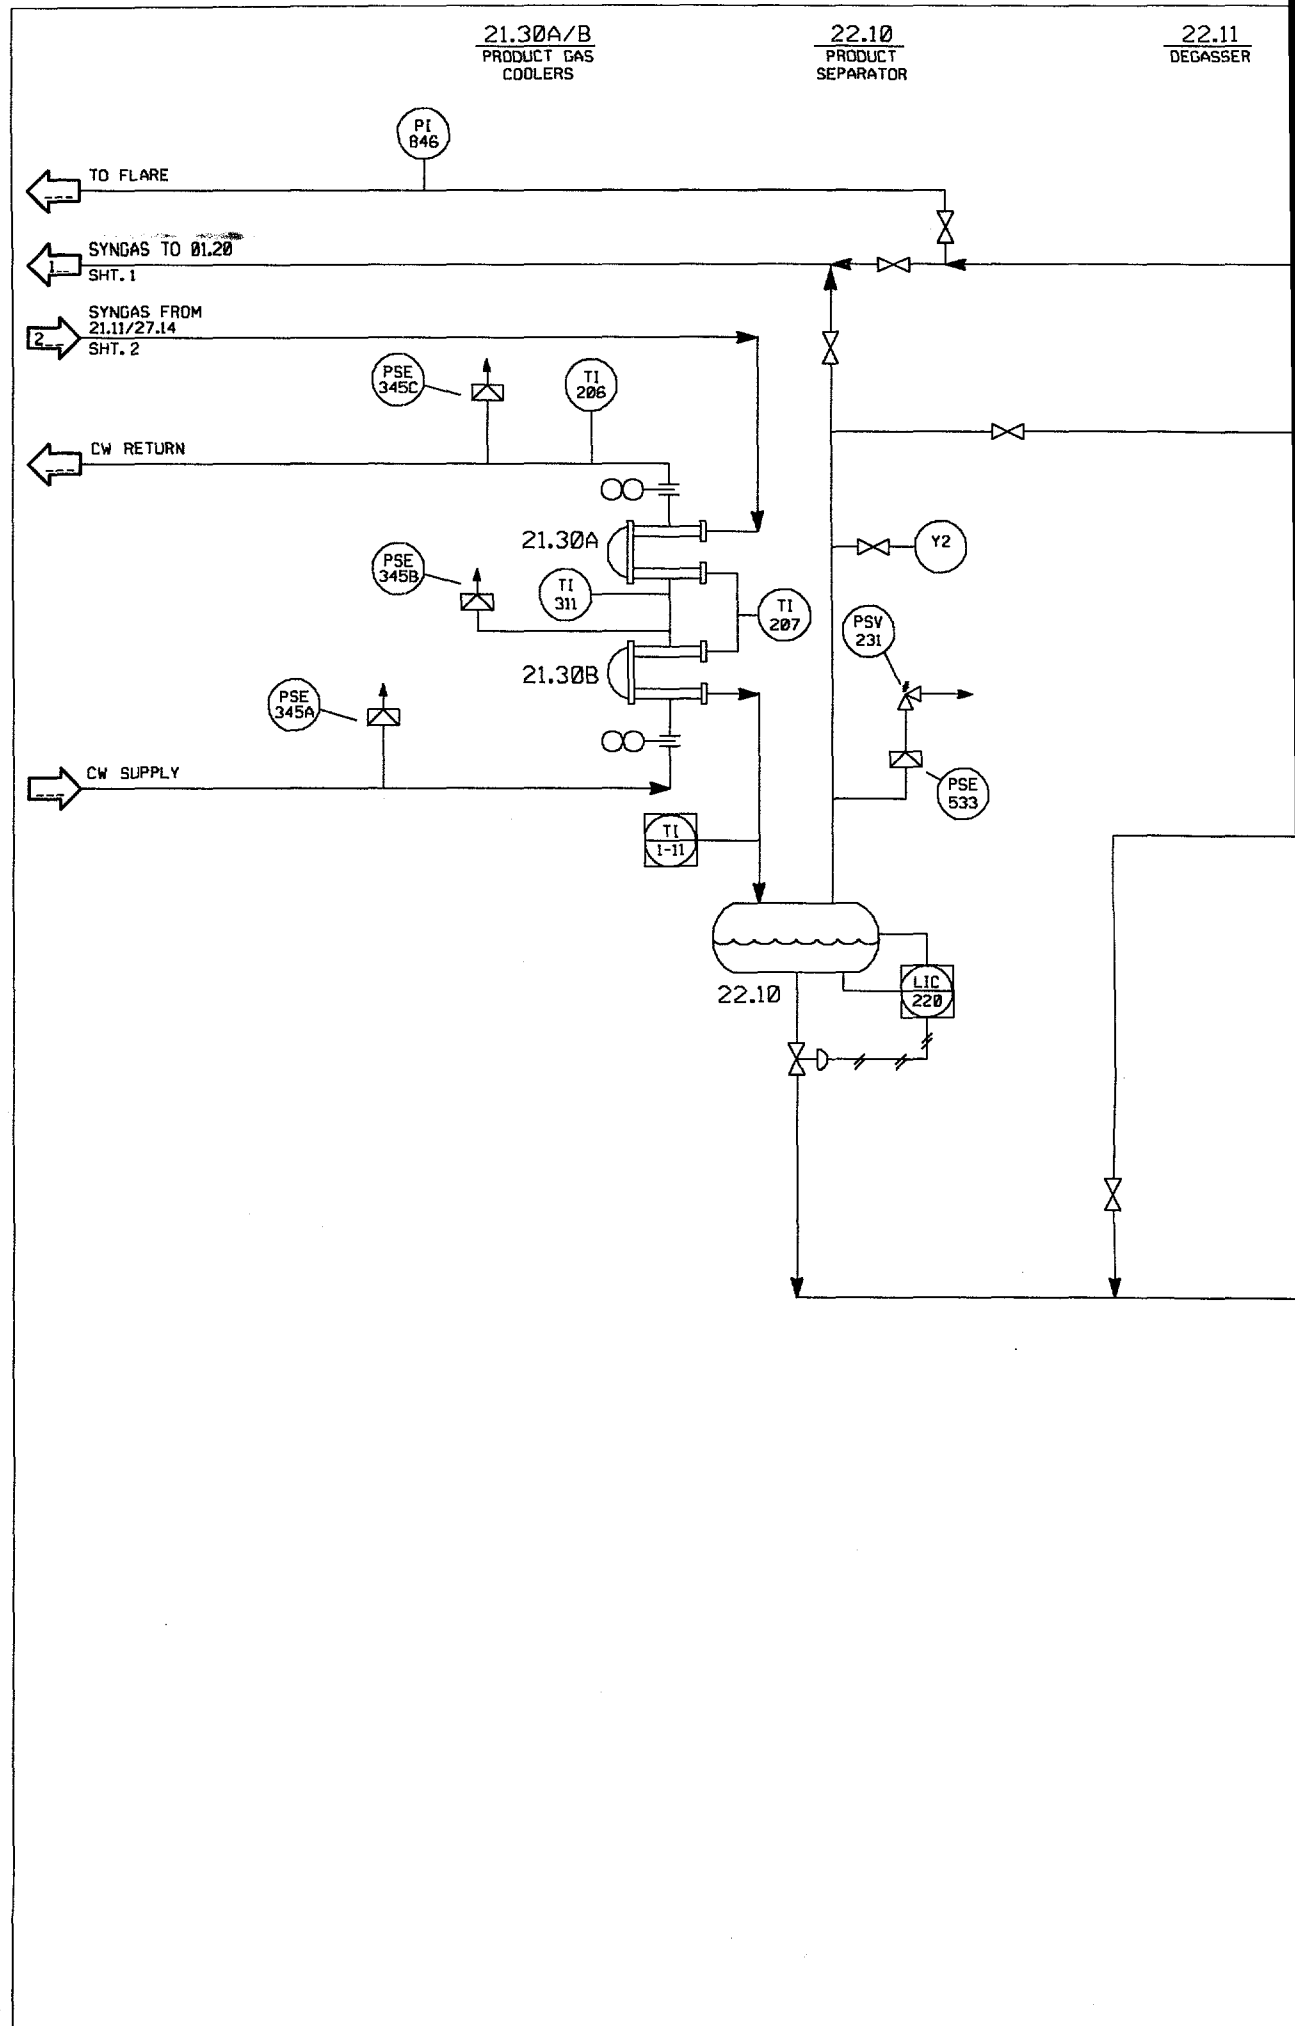 21.30A/B
PRODUCT GAS
COOLERS
22.10
PRODUCT
SEPARATOR
22.11
DEGASSER
PI
846
TO FLARE
SYNGAS TO 01.20
1
SHT. 1
SYNGAS FROM
21.11/27.14
2
SHT. 2
PSE
345C
TI
206
CW RETURN
21.30A
Y2
PSE
345B
TI
311
TI
207
PSV
231
21.30B
PSE
345A
CW SUPPLY
PSE
533
TI
1-11
LIC
220
22.10